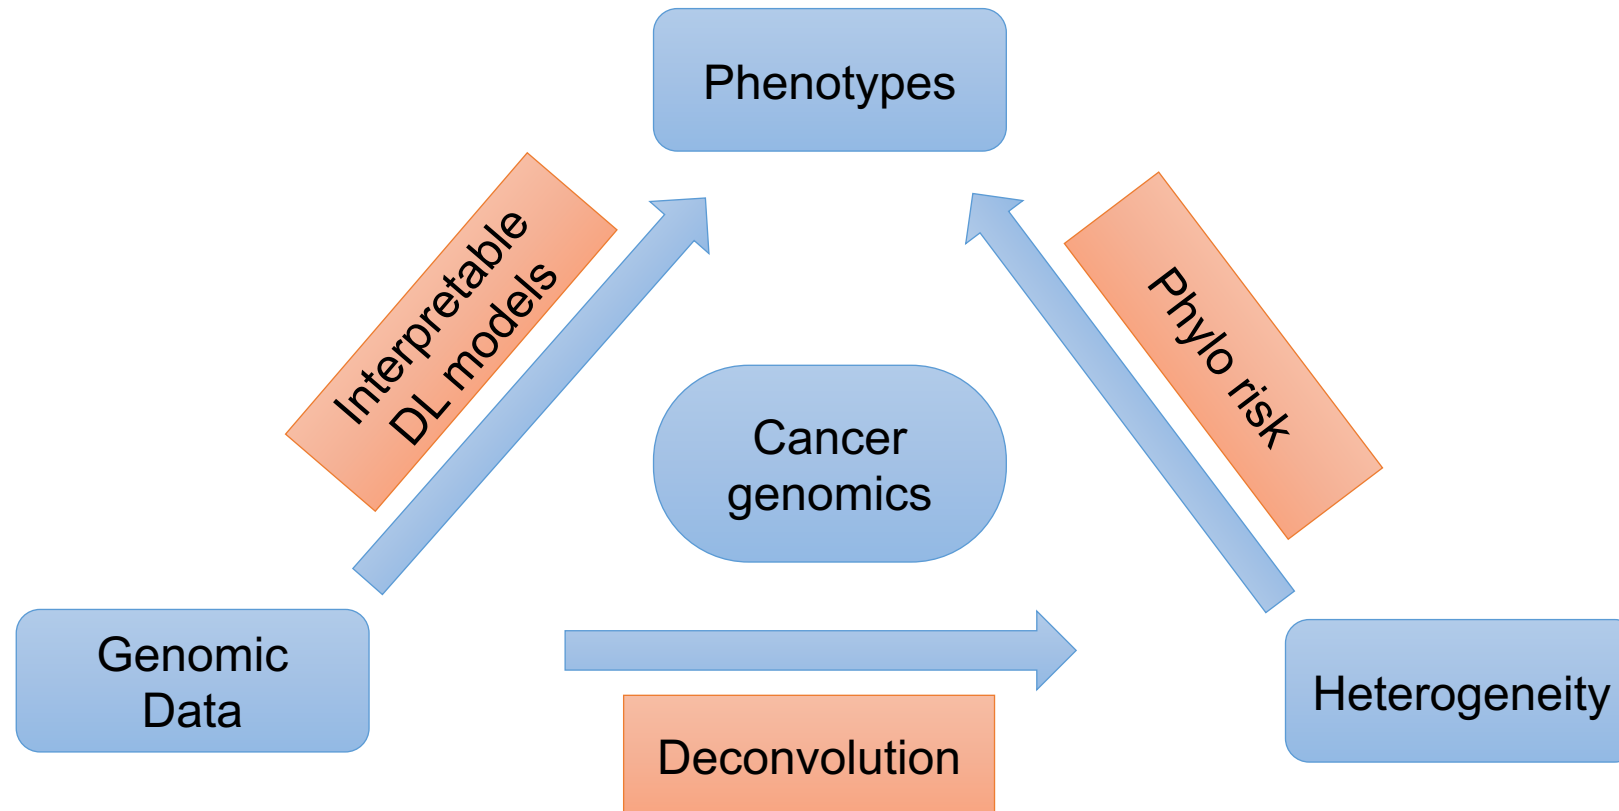 Phenotypes
Interpretable
DL models
Phylo risk
Cancer
genomics
Genomic
Data
Heterogeneity
Deconvolution